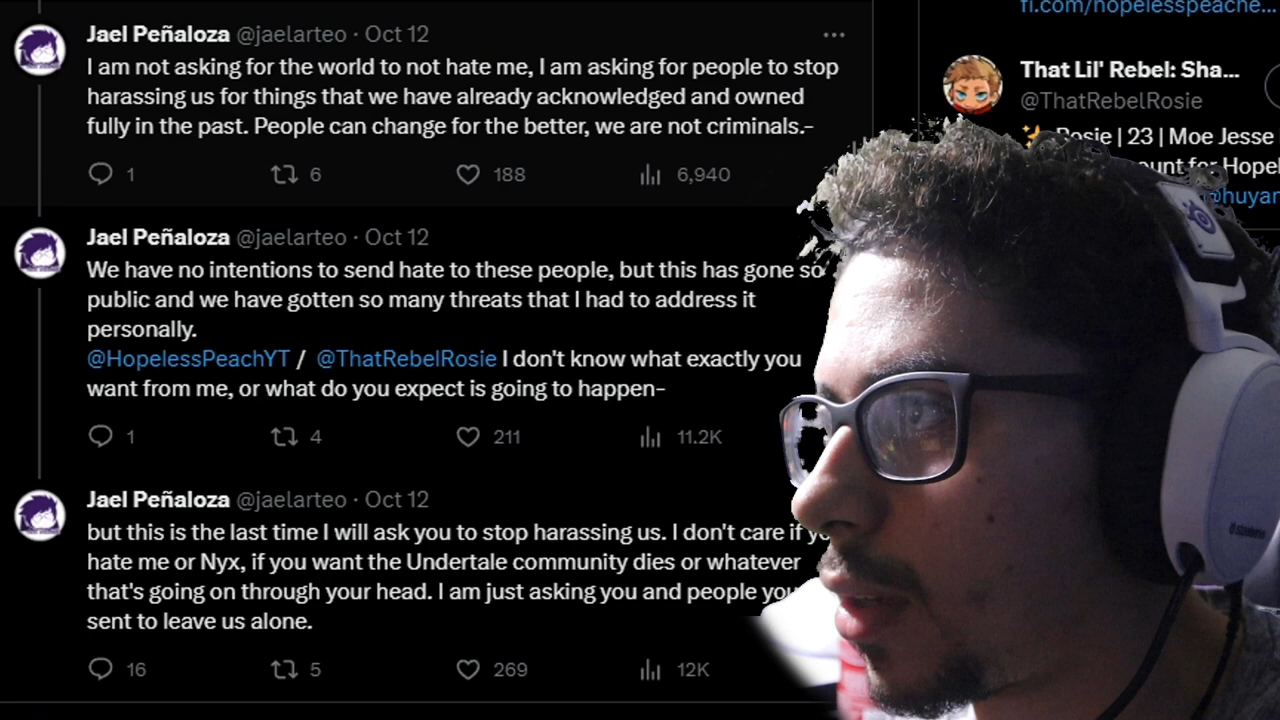 Jael Peñaloza @jaelarteo · Oct 12
I am not asking for the world to not hate me, I am asking for people to stop
harassing us for things that we have already acknowledged and owned
fully in the past. People can change for the better, we are not criminals.-
1 6 188 6,940
Jael Peñaloza @jaelarteo · Oct 12
We have no intentions to send hate to these people, but this has gone so
public and we have gotten so many threats that I had to address it
personally.
@HopelessPeachYT / @ThatRebelRosie I don't know what exactly you
want from me, or what do you expect is going to happen-
1 4 211 11.2K
Jael Peñaloza @jaelarteo · Oct 12
but this is the last time I will ask you to stop harassing us. I don't care if
hate me or Nyx, if you want the Undertale community dies or whatever
that's going on through your head. I am just asking you and people
sent to leave us alone.
16 5 269 12K
fi.com/hopelesspeache...
That Lil' Rebel: Sha...
@ThatRebelRosie
✨ Rosie | 23 | Moe Jesse
for
steelseries